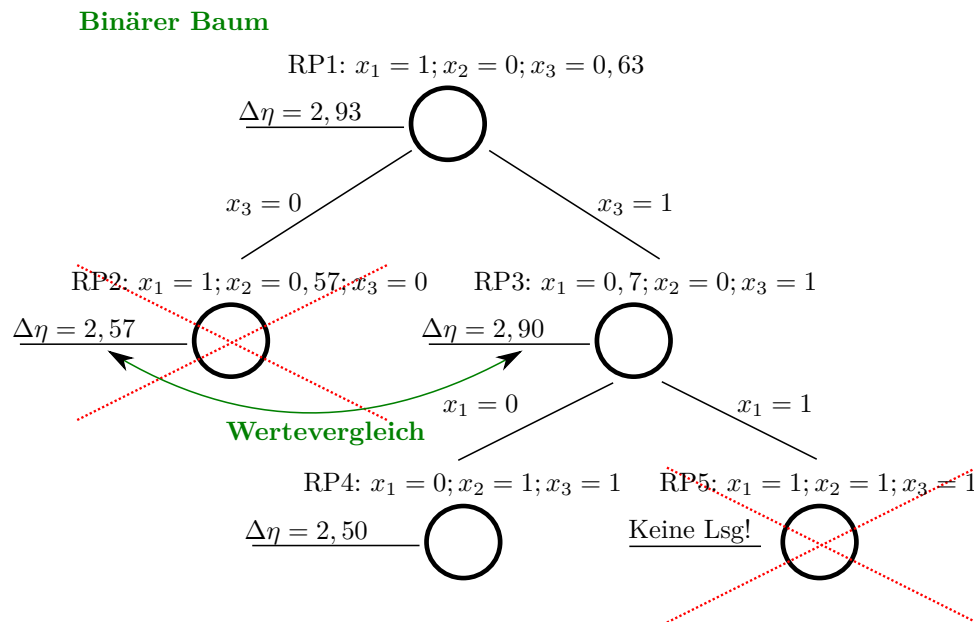 Binärer Baum
RP1: x₁ = 1; x₂ = 0; x₃ = 0, 63
Δη = 2, 93
x₃ = 0
x₃ = 1
RP2: x₁ = 1; x₂ = 0, 57; x₃ = 0
RP3: x₁ = 0, 7; x₂ = 0; x₃ = 1
Δη = 2, 57
Δη = 2, 90
x₁ = 0
x₁ = 1
Wertevergleich
RP4: x₁ = 0; x₂ = 1; x₃ = 1
RP5: x₁ = 1; x₂ = 1; x₃ = 1
Δη = 2, 50
Keine Lsg!